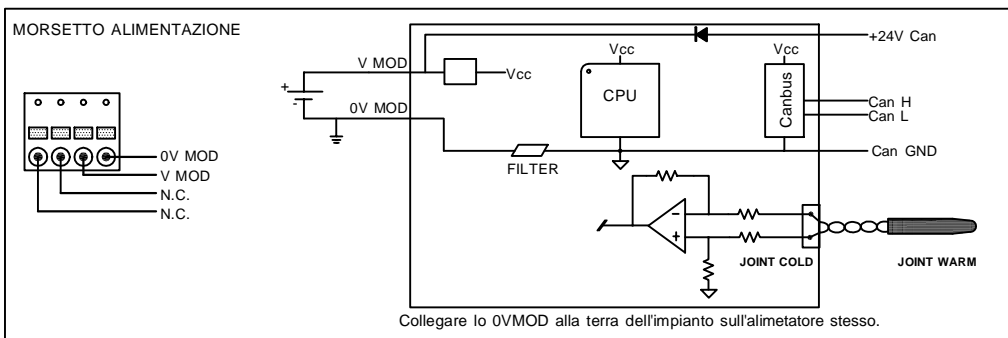 MORSETTO ALIMENTAZIONE
0V MOD
V MOD
N.C.
N.C.
+
-
V MOD
0V MOD
Vcc
FILTER
Vcc
CPU
Vcc
Canbus
+24V Can
Can H
Can L
Can GND
-
+
JOINT COLD
JOINT WARM
Collegare lo 0VMOD alla terra dell'impianto sull'alimetatore stesso.